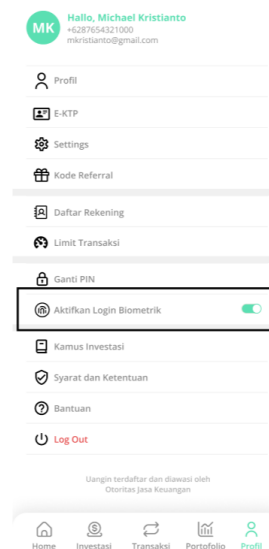 MK
Hallo, Michael Kristianto
+6287654321000
mkristianto@gmail.com
Profil
E-KTP
Settings
Kode Referral
Daftar Rekening
Limit Transaksi
Ganti PIN
Aktifkan Login Biometrik
Kamus Investasi
Syarat dan Ketentuan
Bantuan
Log Out
Uangin terdaftar dan diawasi oleh
Otoritas Jasa Keuangan
Home Investasi Transaksi Portofolio Profil